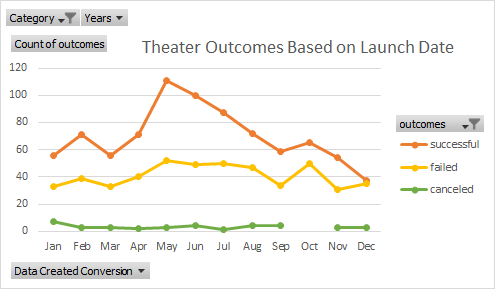 Category Years
Count of outcomes
Theater Outcomes Based on Launch Date
120
100
80
60
40
20
0
Jan Feb Mar Apr May Jun Jul Aug Sep Oct Nov Dec
outcomes
successful
failed
canceled
Data Created Conversion